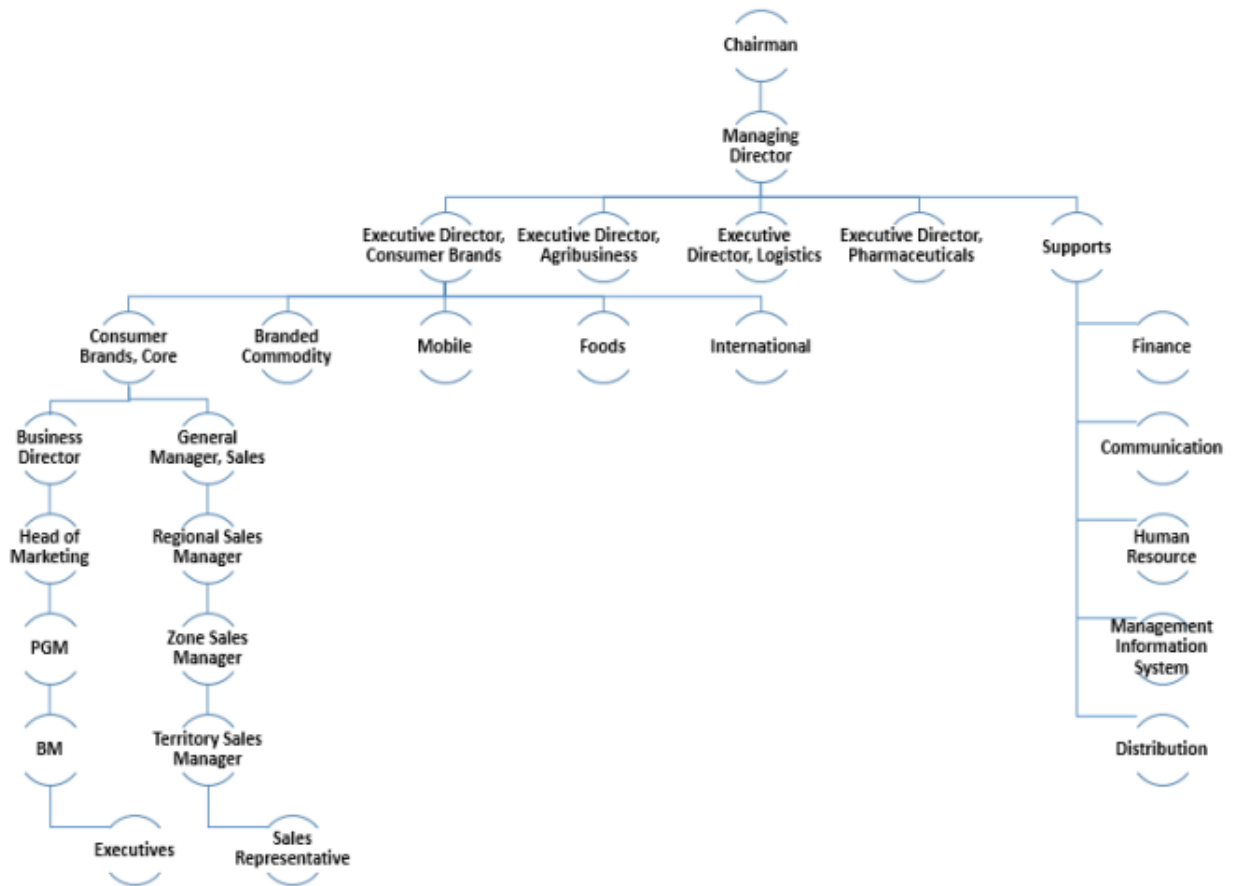 Chairman
Managing
Director
Executive Director,
Consumer Brands
Executive Director,
Agribusiness
Executive
Director, Logistics
Executive Director,
Pharmaceuticals
Supports
Consumer
Brands, Core
Branded
Commodity
Mobile
Foods
International
Finance
Business
Director
General
Manager, Sales
Communication
Head of
Marketing
Regional Sales
Manager
Human
Resource
PGM
Zone Sales
Manager
Management
Information
System
BM
Territory Sales
Manager
Distribution
Executives
Sales
Representative